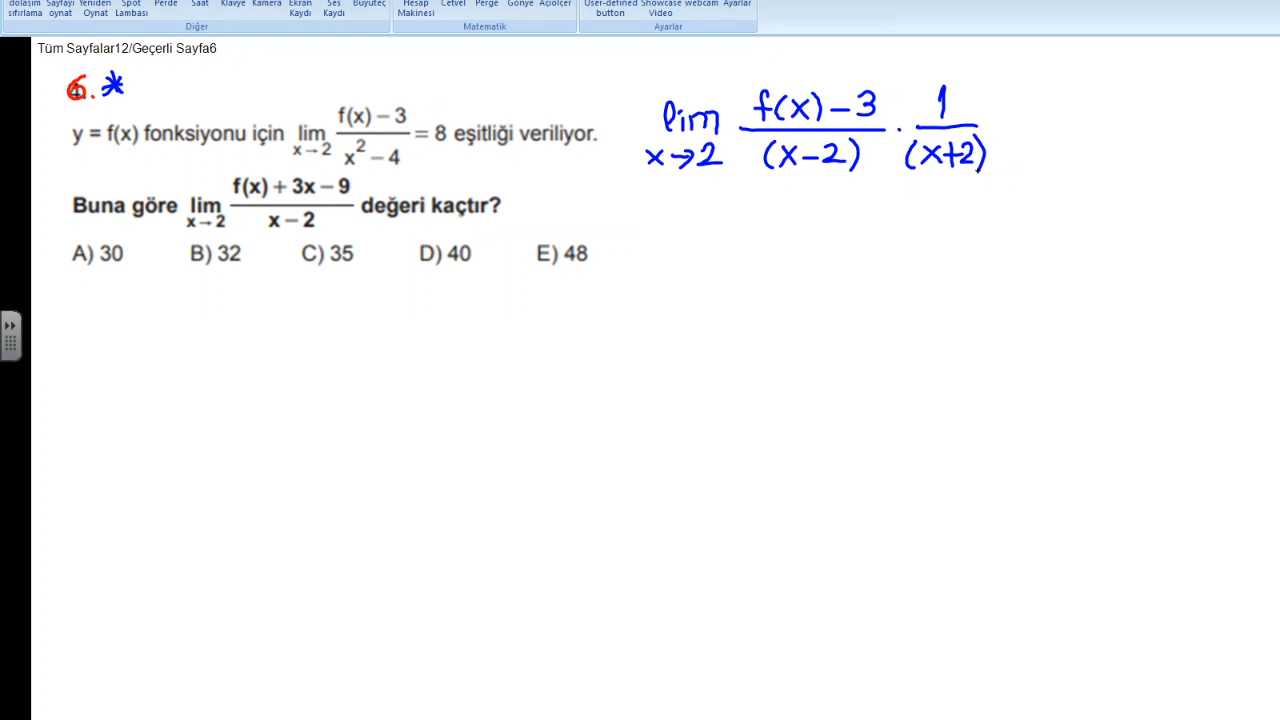 dolaşım Sayfayı Yeniden Spot Perde Saat Klavye Kamera Ekran Ses Büyüteç Hesap Cetvel Perge Gönye Açıölçer User-defined Showcase webcam Ayarlar
sıfırlama oynat Oynat Lambası Kaydı Kaydı Makinesi button Video
Diğer Matematik Ayarlar
Tüm Sayfalar12/Geçerli Sayfa6
6. *
y = f(x) fonksiyonu için lim x→2 (f(x) − 3)/(x² − 4) = 8 eşitliği veriliyor.
Buna göre lim x→2 (f(x) + 3x − 9)/(x − 2) değeri kaçtır?
A) 30 B) 32 C) 35 D) 40 E) 48
lim x→2 (f(x) − 3)/(x−2) · 1/(x+2)